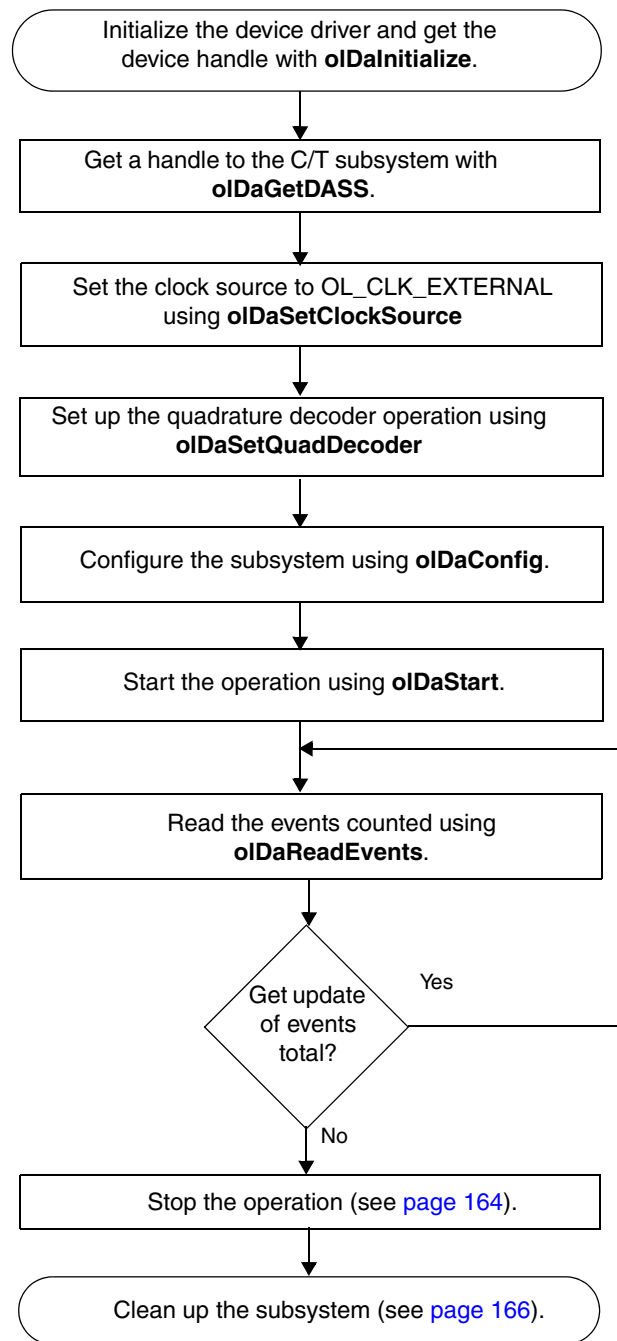 Initialize the device driver and get the
device handle with olDaInitialize.
Get a handle to the C/T subsystem with
olDaGetDASS.
Set the clock source to OL_CLK_EXTERNAL
using olDaSetClockSource
Set up the quadrature decoder operation using
olDaSetQuadDecoder
Configure the subsystem using olDaConfig.
Start the operation using olDaStart.
Read the events counted using
olDaReadEvents.
Get update
of events
total?
Yes
No
Stop the operation (see page 164).
Clean up the subsystem (see page 166).